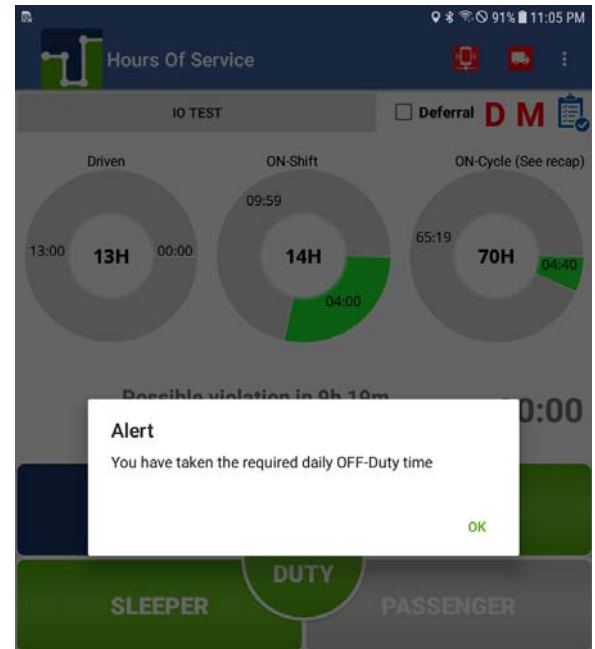 91% 11:05 PM
Hours Of Service
IO TEST
Deferral D M
Driven
ON-Shift
ON-Cycle (See recap)
13:00
13H
00:00
09:59
14H
04:00
65:19
70H
04:40
Possible violation in 9h 19m
0:00
Alert
You have taken the required daily OFF-Duty time
OK
DUTY
SLEEPER
PASSENGER